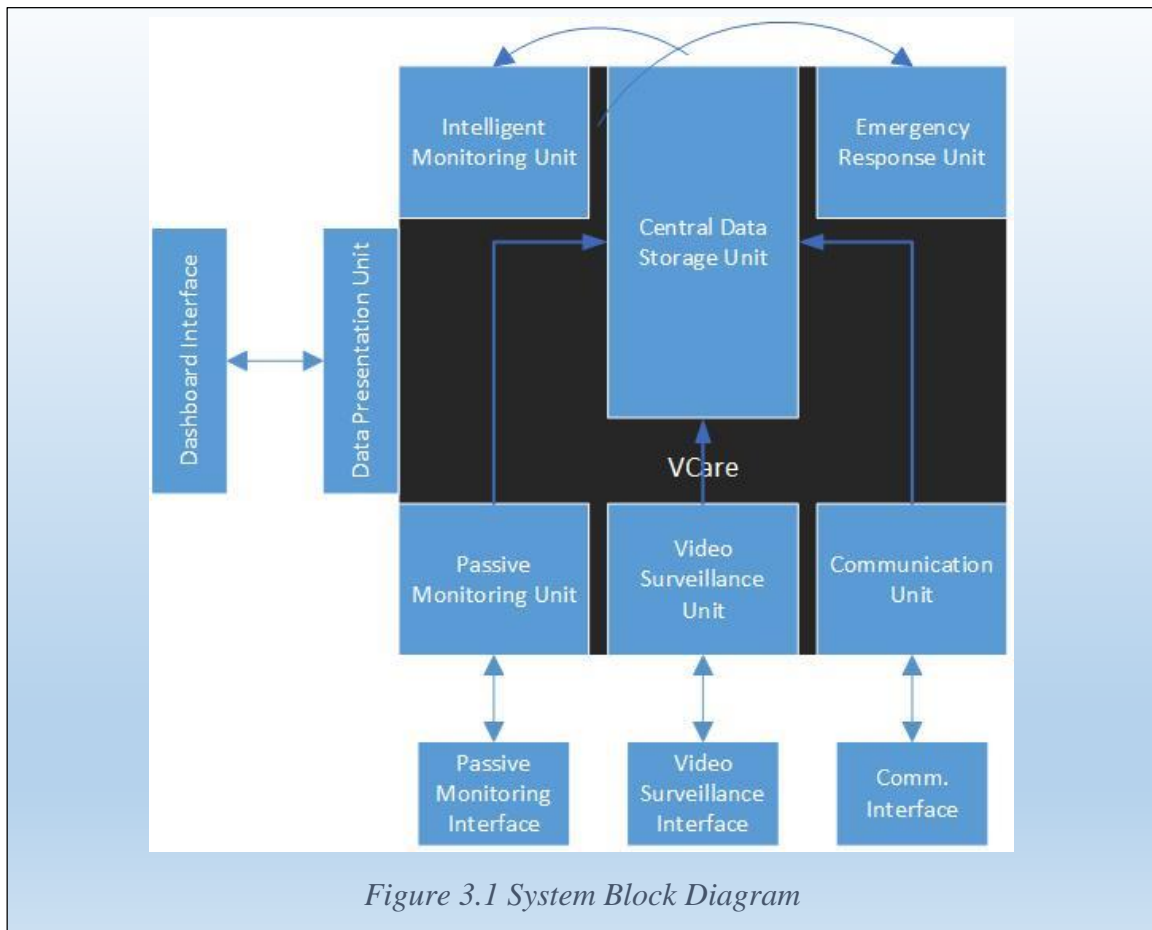 Intelligent
Monitoring Unit
Emergency
Response Unit
Central Data
Storage Unit
Dashboard Interface
Data Presentation Unit
VCare
Passive
Monitoring Unit
Video
Surveillance
Unit
Communication
Unit
Passive
Monitoring
Interface
Video
Surveillance
Interface
Comm.
Interface
Figure 3.1 System Block Diagram